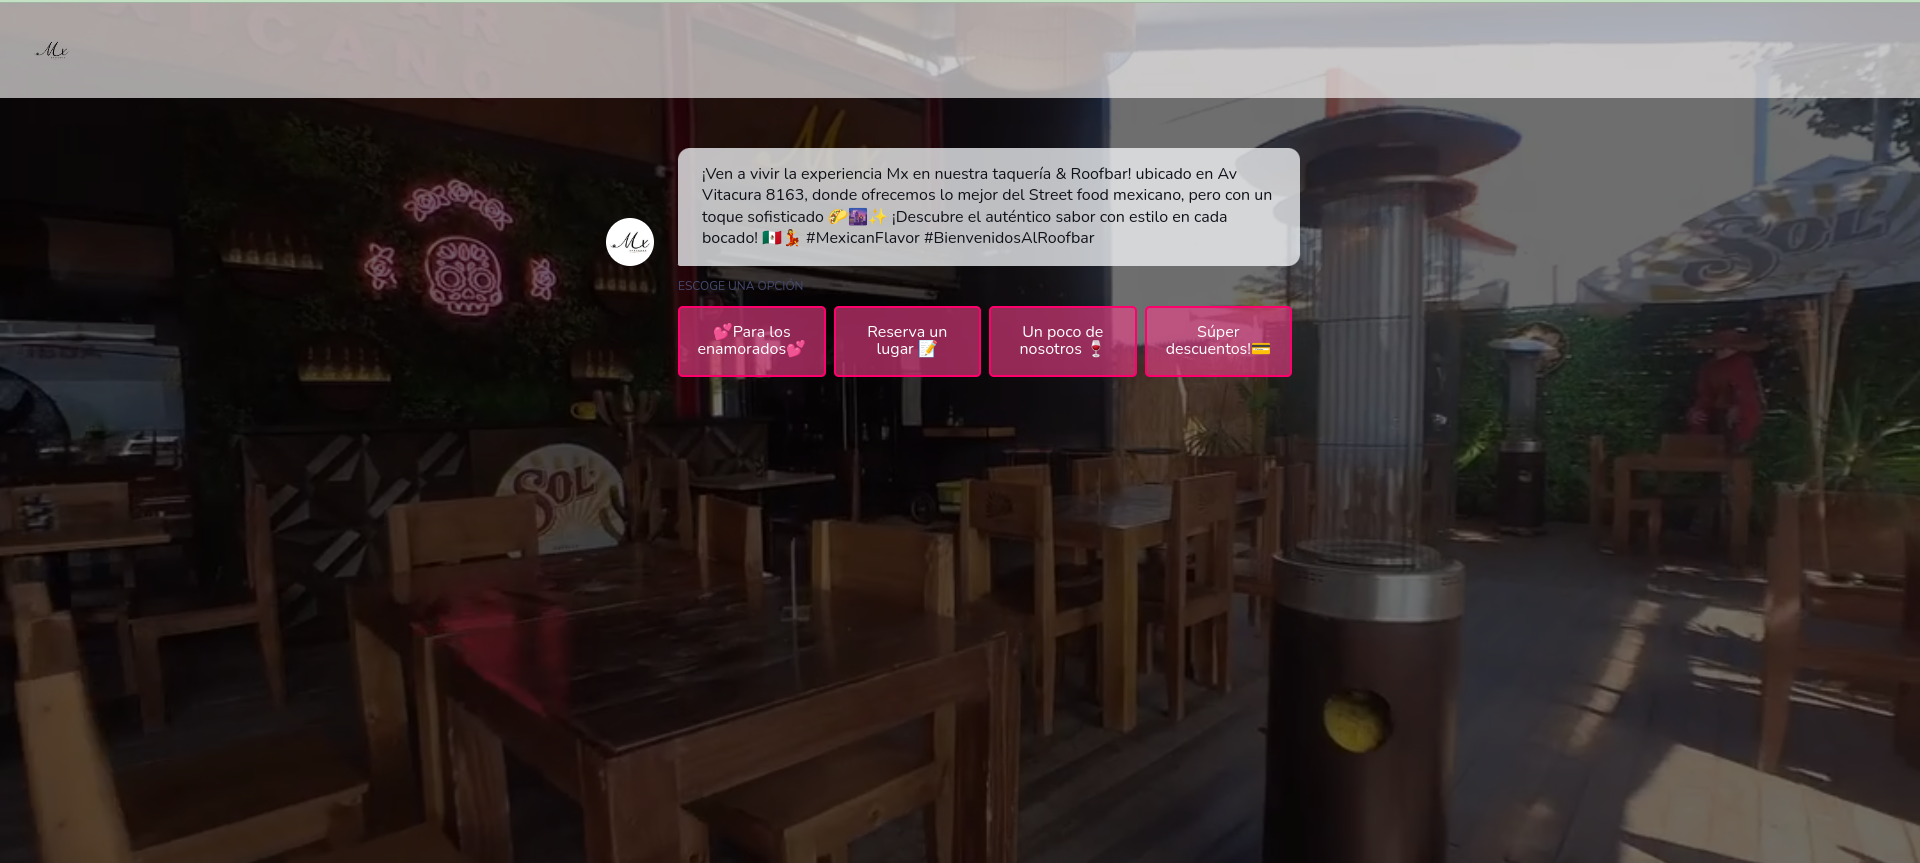 Mx
¡Ven a vivir la experiencia Mx en nuestra taquería & Roofbar! ubicado en Av
Vitacura 8163, donde ofrecemos lo mejor del Street food mexicano, pero con un
toque sofisticado 🌮🌆✨ ¡Descubre el auténtico sabor con estilo en cada
bocado! 🇲🇽💃 #MexicanFlavor #BienvenidosAlRoofbar
Mx
ESCOGE UNA OPCIÓN
💕Para los
enamorados💕
Reserva un
lugar 📝
Un poco de
nosotros 🍷
Súper
descuentos!💳
SOL
SOL